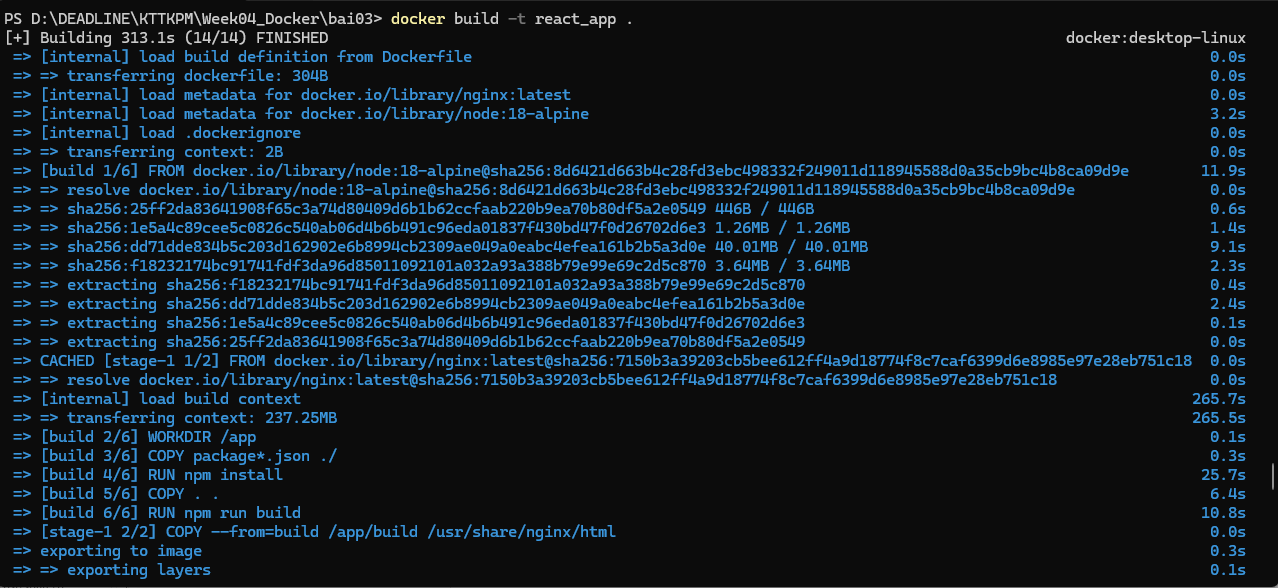 PS D:\DEADLINE\KTTKPM\Week04_Docker\bai03> docker build -t react_app .
[+] Building 313.1s (14/14) FINISHED docker:desktop-linux
=> [internal] load build definition from Dockerfile 0.0s
=> => transferring dockerfile: 304B 0.0s
=> [internal] load metadata for docker.io/library/nginx:latest 0.0s
=> [internal] load metadata for docker.io/library/node:18-alpine 3.2s
=> [internal] load .dockerignore 0.0s
=> => transferring context: 2B 0.0s
=> [build 1/6] FROM docker.io/library/node:18-alpine@sha256:8d6421d663b4c28fd3ebc498332f249011d118945588d0a35cb9bc4b8ca09d9e 11.9s
=> => resolve docker.io/library/node:18-alpine@sha256:8d6421d663b4c28fd3ebc498332f249011d118945588d0a35cb9bc4b8ca09d9e 0.0s
=> => sha256:25ff2da83641908f65c3a74d80409d6b1b62ccfaab220b9ea70b80df5a2e0549 446B / 446B 0.6s
=> => sha256:1e5a4c89cee5c0826c540ab06d4b6b491c96eda01837f430bd47f0d26702d6e3 1.26MB / 1.26MB 1.4s
=> => sha256:dd71dde834b5c203d162902e6b8994cb2309ae049a0eabc4efea161b2b5a3d0e 40.01MB / 40.01MB 9.1s
=> => sha256:f18232174bc91741fdf3da96d85011092101a032a93a388b79e99e69c2d5c870 3.64MB / 3.64MB 2.3s
=> => extracting sha256:f18232174bc91741fdf3da96d85011092101a032a93a388b79e99e69c2d5c870 0.4s
=> => extracting sha256:dd71dde834b5c203d162902e6b8994cb2309ae049a0eabc4efea161b2b5a3d0e 2.4s
=> => extracting sha256:1e5a4c89cee5c0826c540ab06d4b6b491c96eda01837f430bd47f0d26702d6e3 0.1s
=> => extracting sha256:25ff2da83641908f65c3a74d80409d6b1b62ccfaab220b9ea70b80df5a2e0549 0.0s
=> CACHED [stage-1 1/2] FROM docker.io/library/nginx:latest@sha256:7150b3a39203cb5bee612ff4a9d18774f8c7caf6399d6e8985e97e28eb751c18 0.0s
=> => resolve docker.io/library/nginx:latest@sha256:7150b3a39203cb5bee612ff4a9d18774f8c7caf6399d6e8985e97e28eb751c18 0.0s
=> [internal] load build context 265.7s
=> => transferring context: 237.25MB 265.5s
=> [build 2/6] WORKDIR /app 0.1s
=> [build 3/6] COPY package*.json ./ 0.3s
=> [build 4/6] RUN npm install 25.7s
=> [build 5/6] COPY . . 6.4s
=> [build 6/6] RUN npm run build 10.8s
=> [stage-1 2/2] COPY --from=build /app/build /usr/share/nginx/html 0.0s
=> exporting to image 0.3s
=> => exporting layers 0.1s